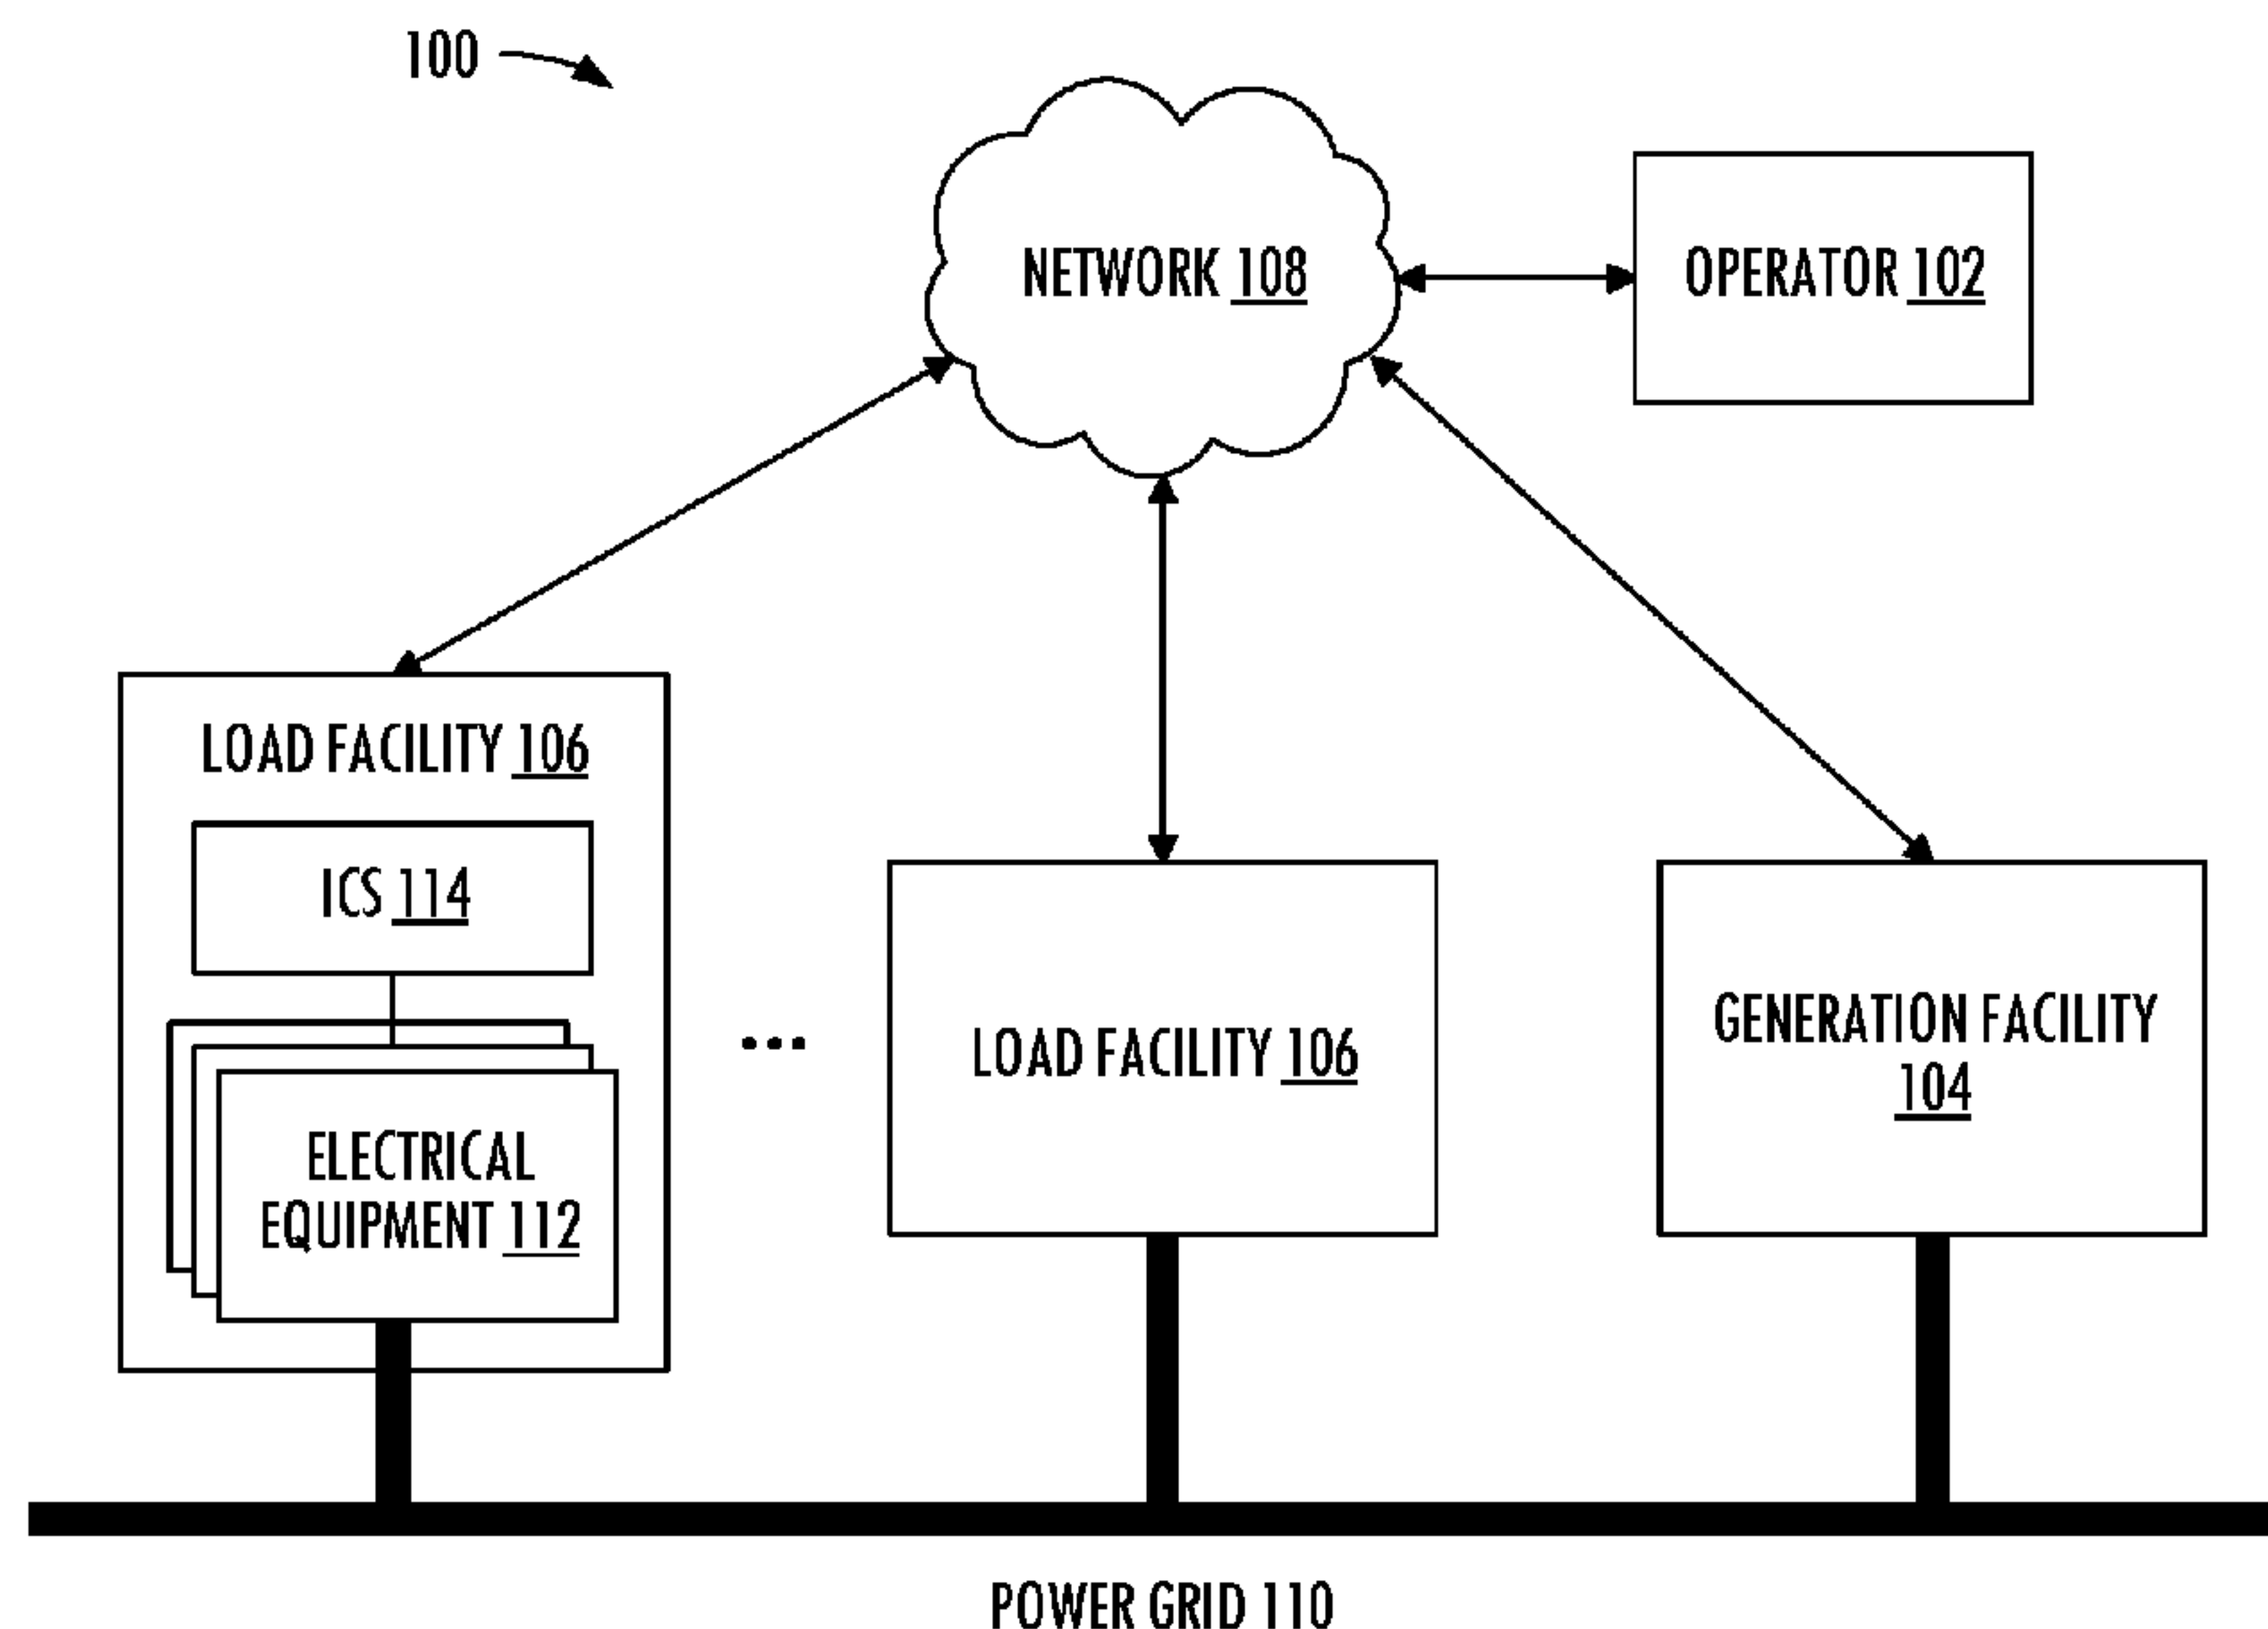 100
NETWORK 108
OPERATOR 102
LOAD FACILITY 106
ICS 114
ELECTRICAL
EQUIPMENT 112
...
LOAD FACILITY 106
GENERATION FACILITY
104
POWER GRID 110